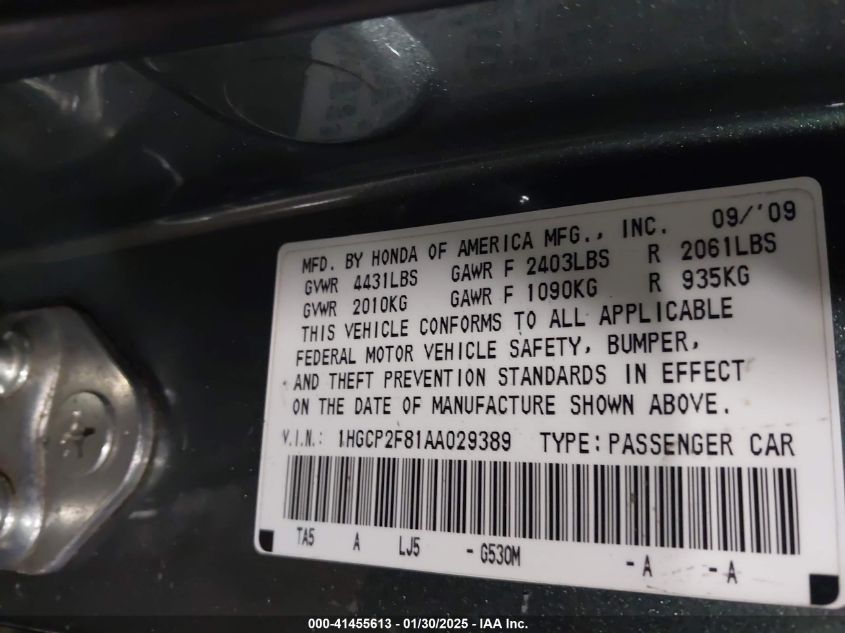 MFD. BY HONDA OF AMERICA MFG., INC. 09/'09
GVWR 4431LBS GAWR F 2403LBS R 2061LBS
GVWR 2010KG GAWR F 1090KG R 935KG
THIS VEHICLE CONFORMS TO ALL APPLICABLE
FEDERAL MOTOR VEHICLE SAFETY, BUMPER,
AND THEFT PREVENTION STANDARDS IN EFFECT
ON THE DATE OF MANUFACTURE SHOWN ABOVE.
V.I.N.: 1HGCP2F81AA029389 TYPE:PASSENGER CAR
TA5 A LJ5 -G530M -A -A
000-41455613 - 01/30/2025 - IAA Inc.